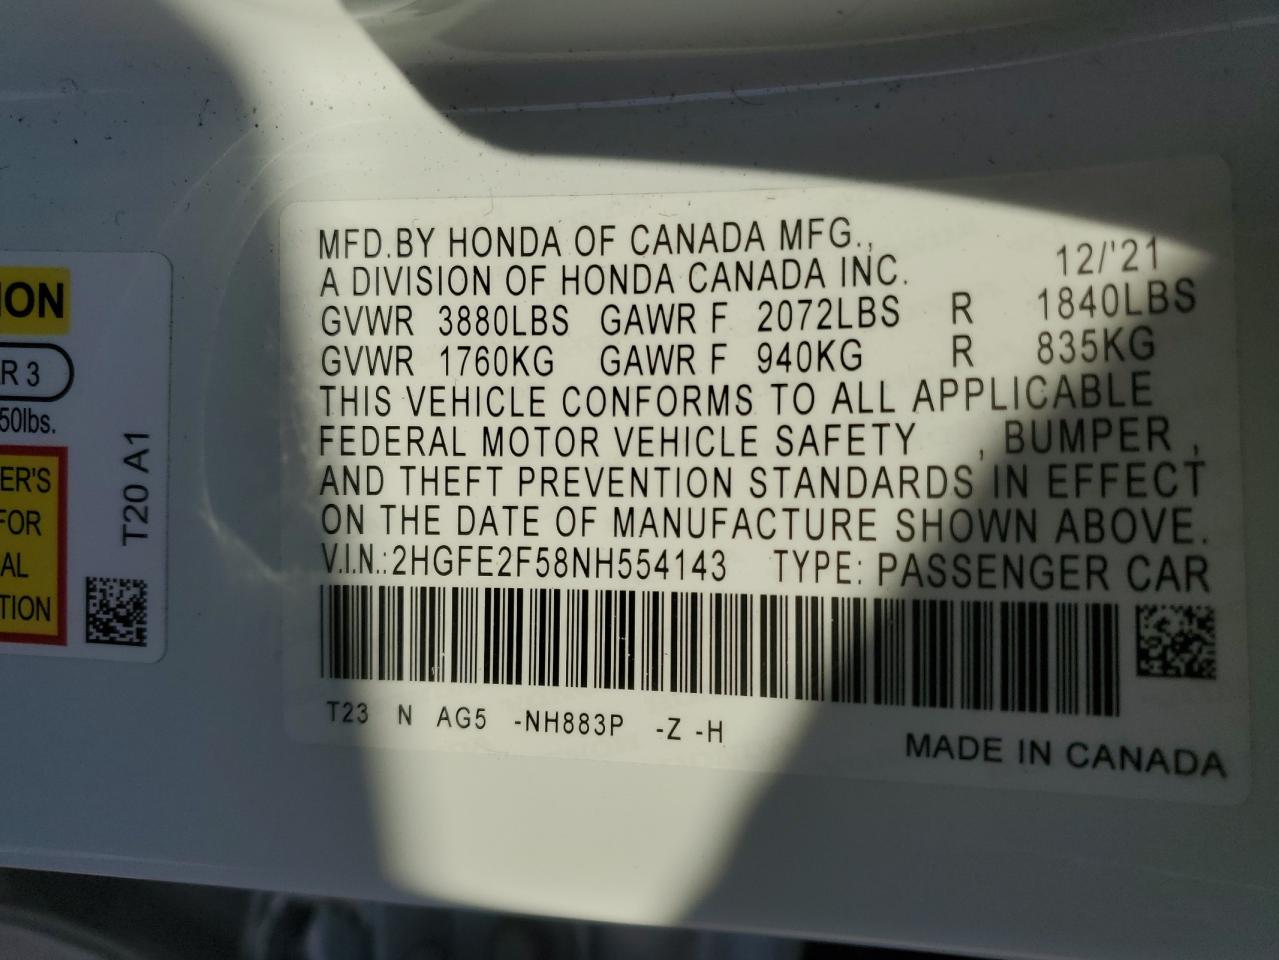 ION
R 3
50lbs.
ER'S
FOR
AL
TION
T20 A1
MFD.BY HONDA OF CANADA MFG.,
A DIVISION OF HONDA CANADA INC. 12/'21
GVWR 3880LBS GAWR F 2072LBS R 1840LBS
GVWR 1760KG GAWR F 940KG R 835KG
THIS VEHICLE CONFORMS TO ALL APPLICABLE
FEDERAL MOTOR VEHICLE SAFETY , BUMPER ,
AND THEFT PREVENTION STANDARDS IN EFFECT
ON THE DATE OF MANUFACTURE SHOWN ABOVE.
V.I.N.:2HGFE2F58NH554143 TYPE: PASSENGER CAR
T23 N AG5 -NH883P -Z -H
MADE IN CANADA